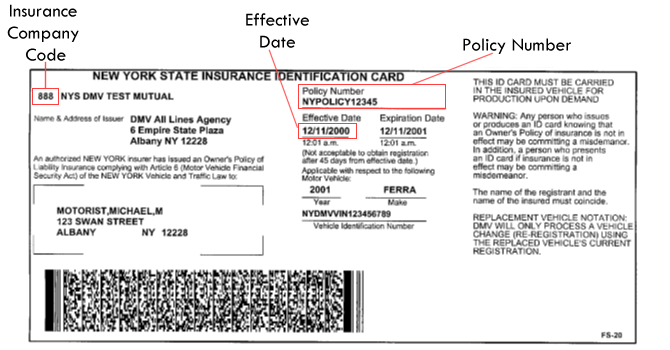 Insurance
Company
Code
Effective
Date
Policy Number
NEW YORK STATE INSURANCE IDENTIFICATION CARD
888 NYS DMV TEST MUTUAL
Name & Address of Issuer DMV All Lines Agency
6 Empire State Plaza
Albany NY 12228
An authorized NEW YORK insurer has issued an Owner's Policy of
Liability Insurance complying with Article 6 (Motor Vehicle Financial
Security Act) of the NEW YORK Vehicle and Traffic Law to:
MOTORIST,MICHAEL,M
123 SWAN STREET
ALBANY NY 12228
Policy Number
NYPOLICY12345
Effective Date Expiration Date
12/11/2000 12/11/2001
12:01 a.m. 12:01 a.m.
(Not acceptable to obtain registration
after 45 days from effective date.)
Applicable with respect to the following
Motor Vehicle:
2001 FERRA
Year Make
NYDMVVIN123456789
Vehicle Identification Number
THIS ID CARD MUST BE CARRIED
IN THE INSURED VEHICLE FOR
PRODUCTION UPON DEMAND
WARNING: Any person who issues
or produces an ID card knowing that
an Owner's Policy of insurance is not in
effect may be committing a misdemanor.
In addition, a person who presents
an ID card if insurance is not in
effect may be committing a
misdemeanor.
The name of the registrant and the
name of the insured must coincide.
REPLACEMENT VEHICLE NOTATION:
DMV WILL ONLY PROCESS A VEHICLE
CHANGE (RE-REGISTRATION) USING
THE REPLACED VEHICLE'S CURRENT
REGISTRATION.
FS-20